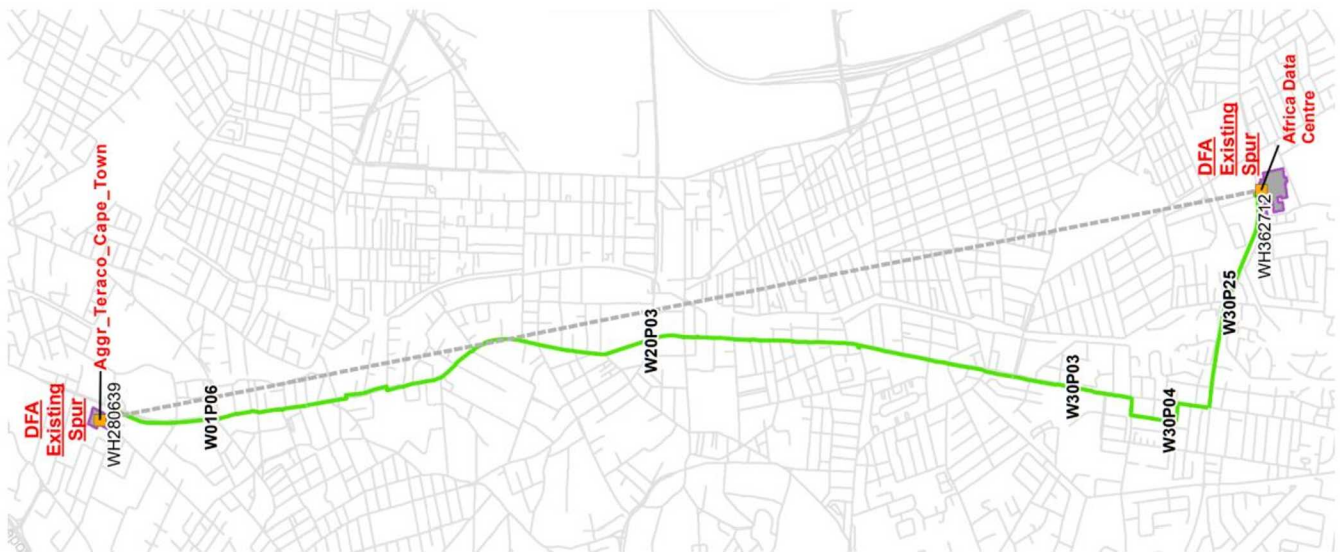 DFA
Existing
Spur
Aggr_Teraco_Cape_Town
WH280639
W01P06
W20P03
W30P03
W30P04
W30P25
WH362712
DFA
Existing
Spur
Africa Data
Centre